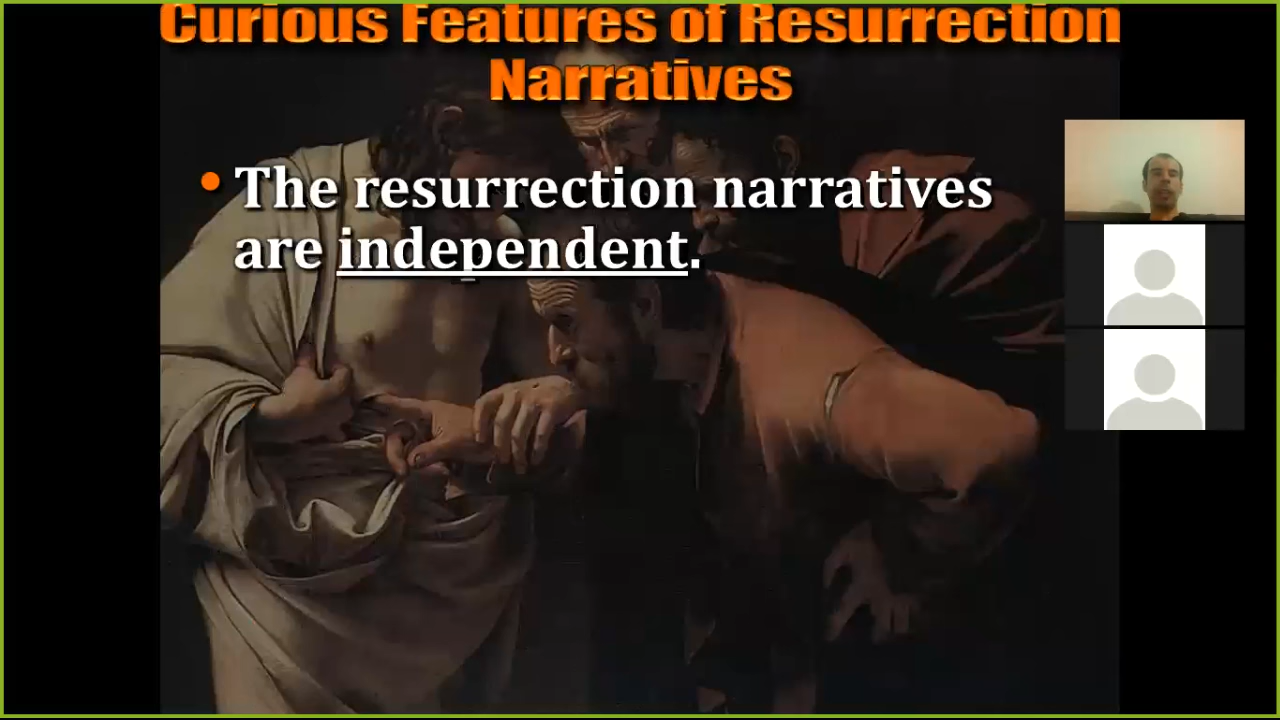 Curious Features of Resurrection
Narratives
• The resurrection narratives
are independent.